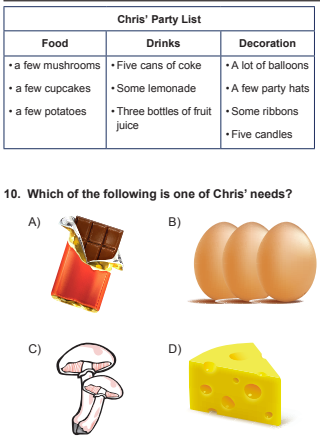 Chris' Party List
Food
Drinks
Decoration
• a few mushrooms
• a few cupcakes
• a few potatoes
• Five cans of coke
• Some lemonade
• Three bottles of fruit
juice
• A lot of balloons
• A few party hats
• Some ribbons
• Five candles
10. Which of the following is one of Chris' needs?
A)
B)
C)
D)